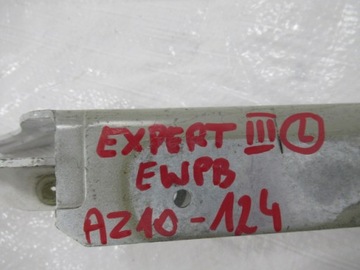 EXPERT III L
EWPB
AZ10-124